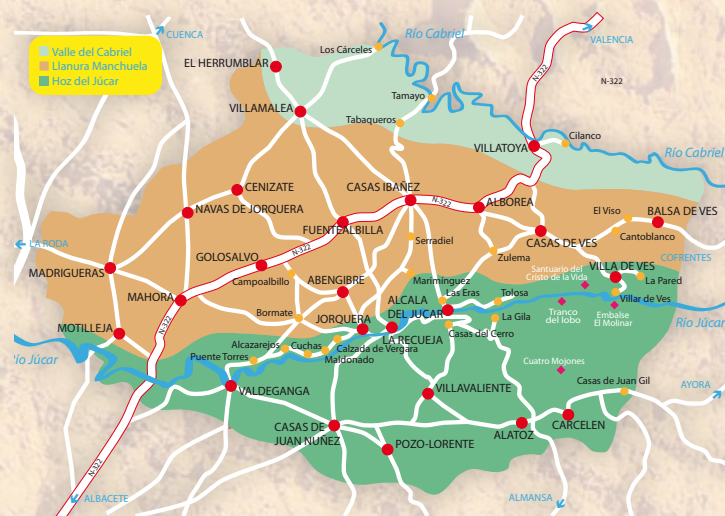 CUENCA
Valle del Cabriel
Llanura Manchuela
Hoz del Júcar
Los Cárceles
Río Cabriel
VALENCIA
EL HERRUMBLAR
N-322
N-322
Tamayo
VILLAMALEA
Tabaqueros
Cilanco
VILLATOYA
Río Cabriel
CENIZATE
CASAS IBAÑEZ
N-322
ALBOREA
NAVAS DE JORQUERA
FUENTEALBILLA
El Viso
BALSA DE VES
Cantoblanco
CASAS DE VES
Serradiel
LA RODA
N-322
GOLOSALVO
Zulema
COFRENTES
MADRIGUERAS
Campoalbillo
ABENGIBRE
Mariminguez
Santuario del
Cristo de la Vida
VILLA DE VES
La Pared
MAHORA
ALCALA
DEL JUCAR
Las Eras
Tolosa
Villar de Ves
Bormate
JORQUERA
La Gila
Tranco
del lobo
Embalse
El Molinar
Río Júcar
N-322
MOTILLEJA
LA RECUEJA
Casas del Cerro
Alcazarejos
Cuchas
Calzada de Vergara
ío Júcar
Puente Torres
Maldonado
Cuatro Mojones
VALDEGANGA
VILLAVALIENTE
Casas de Juan Gil
AYORA
CASAS DE
JUAN NUÑEZ
POZO-LORENTE
ALATOZ
CARCELEN
N-322
ALBACETE
ALMANSA